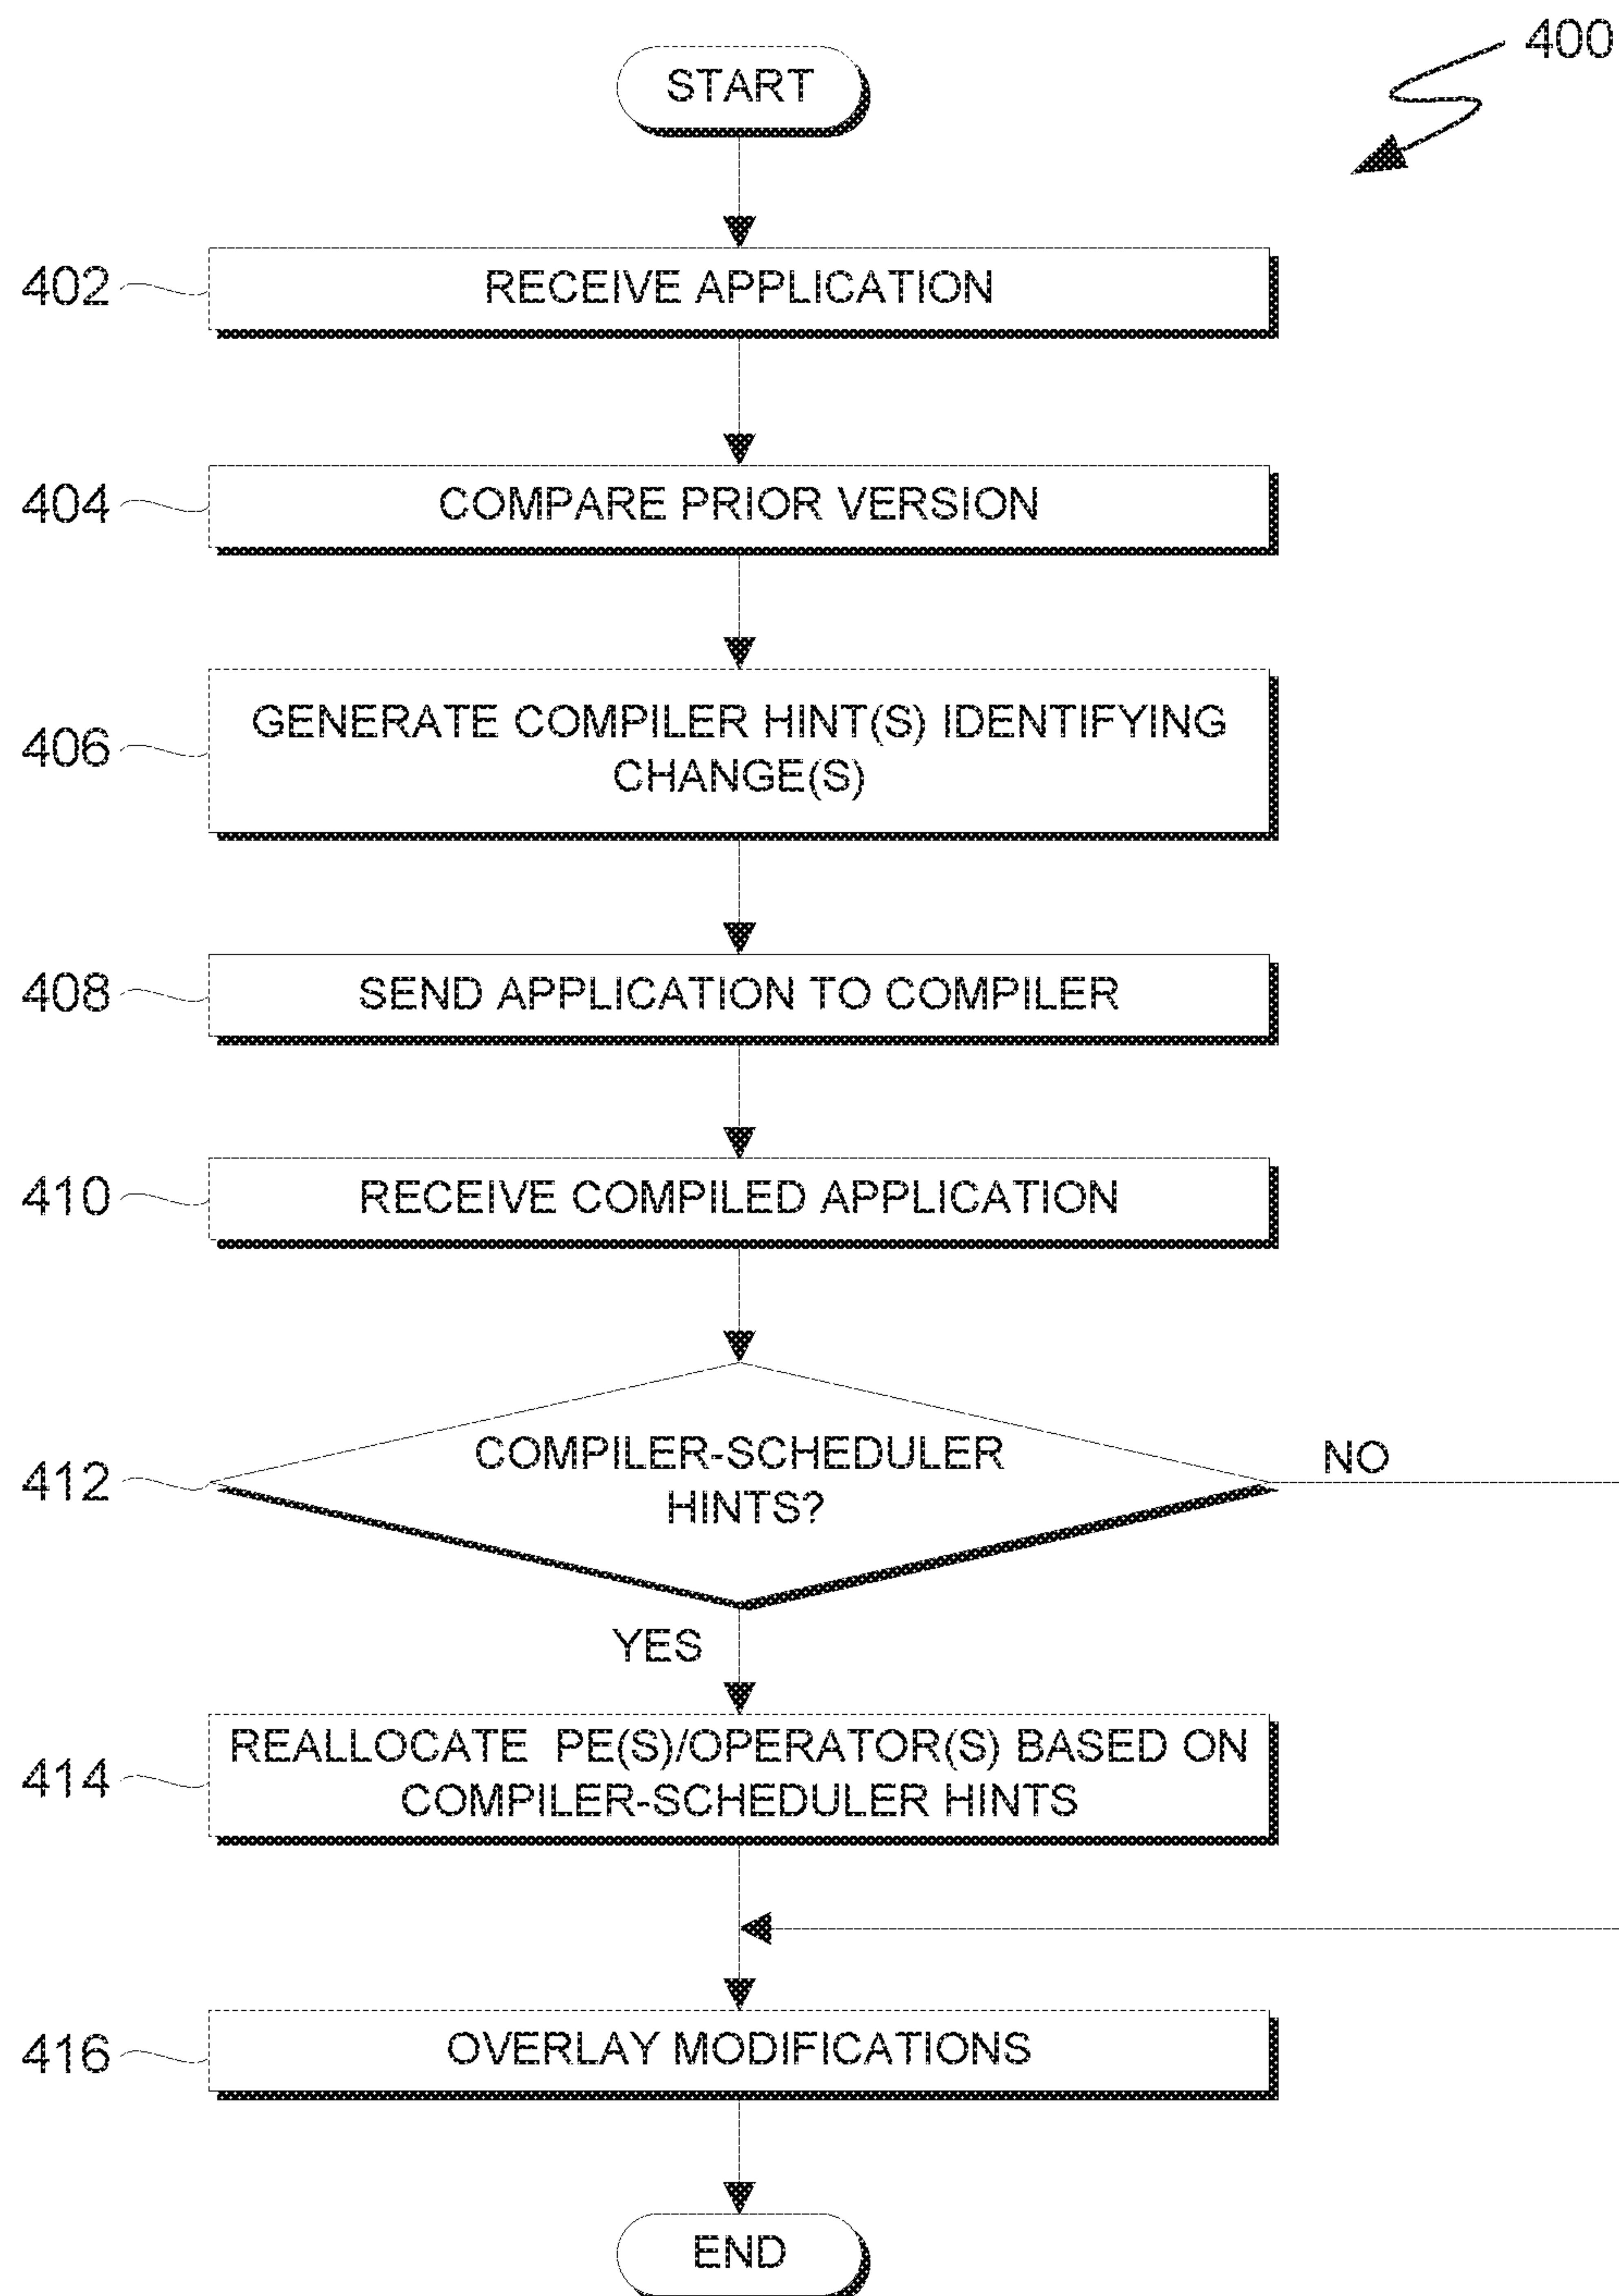 400
START
402
RECEIVE APPLICATION
404
COMPARE PRIOR VERSION
406
GENERATE COMPILER HINT(S) IDENTIFYING
CHANGE(S)
408
SEND APPLICATION TO COMPILER
410
RECEIVE COMPILED APPLICATION
412
COMPILER-SCHEDULER
HINTS?
NO
YES
414
REALLOCATE PE(S)/OPERATOR(S) BASED ON
COMPILER-SCHEDULER HINTS
416
OVERLAY MODIFICATIONS
END